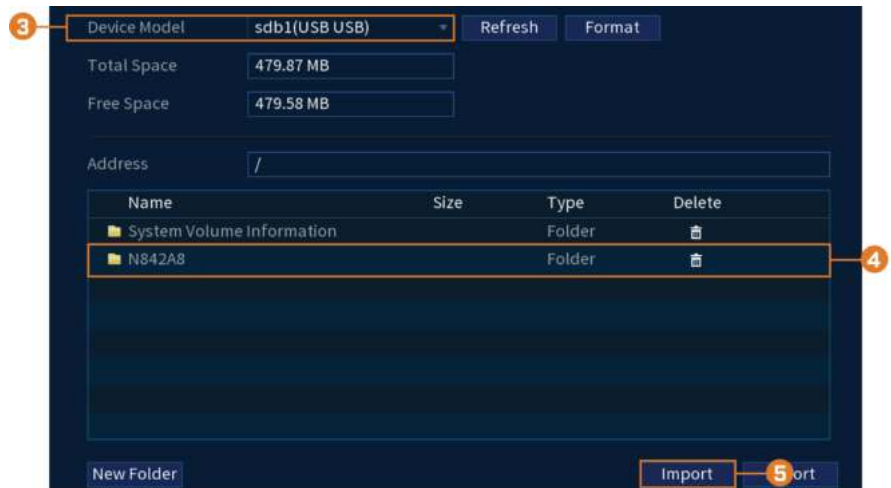 3 Device Model sdb1(USB USB) Refresh Format
Total Space 479.87 MB
Free Space 479.58 MB
Address /
Name Size Type Delete
System Volume Information Folder
N842A8 Folder 4
New Folder Import 5 ort